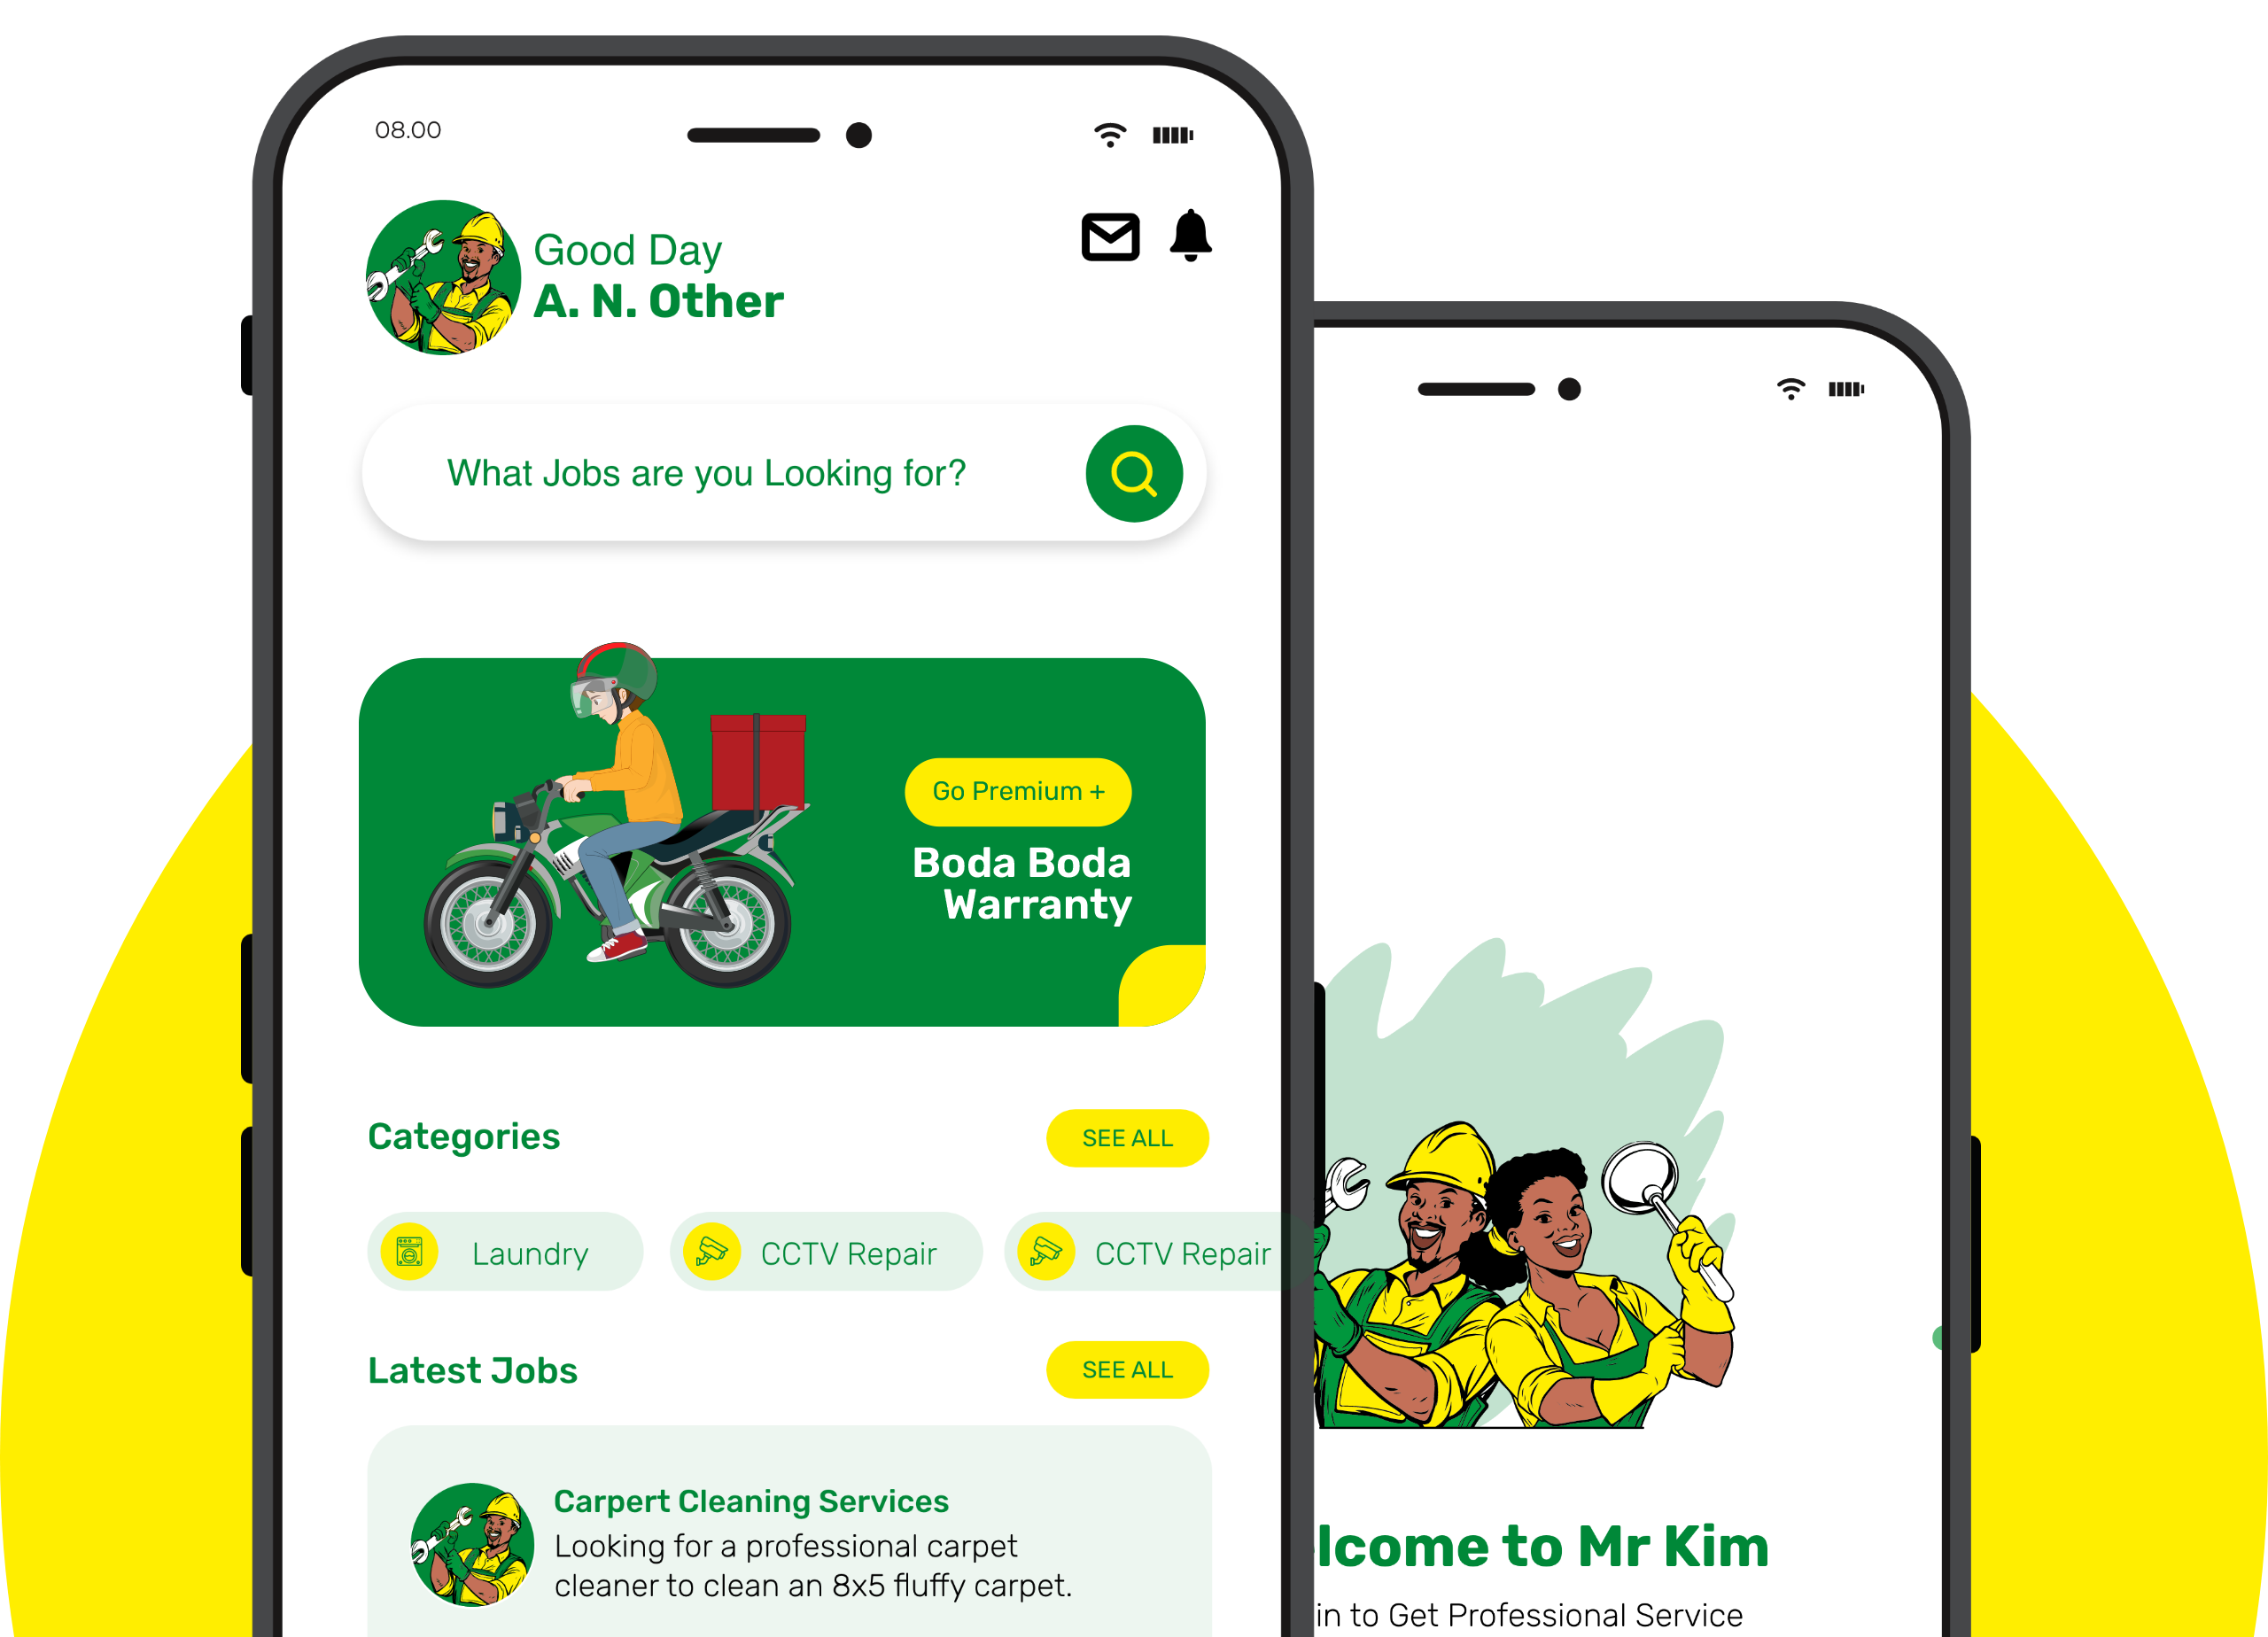 08.00
Good Day
A. N. Other
What Jobs are you Looking for?
Go Premium +
Boda Boda
Warranty
Categories
SEE ALL
Laundry
CCTV Repair
CCTV Repair
Latest Jobs
SEE ALL
Carpert Cleaning Services
Looking for a professional carpet
cleaner to clean an 8x5 fluffy carpet.
lcome to Mr Kim
in to Get Professional Service